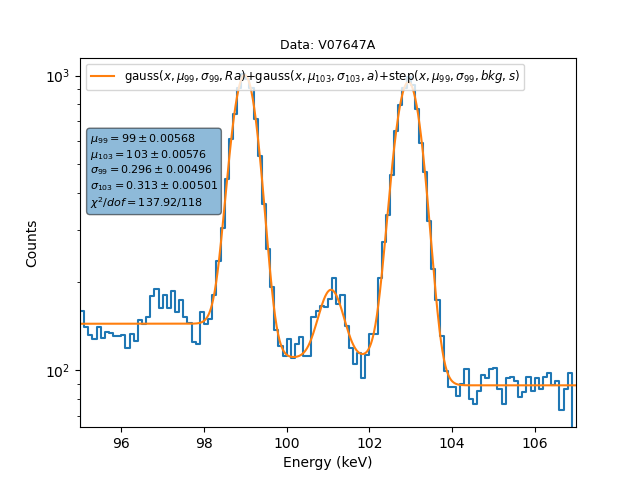 Data: V07647A
gauss(x, μ₉₉, σ₉₉, Ra)+gauss(x, μ₁₀₃, σ₁₀₃, a)+step(x, μ₉₉, σ₉₉, bkg, s)
μ₉₉ = 99 ± 0.00568
μ₁₀₃ = 103 ± 0.00576
σ₉₉ = 0.296 ± 0.00496
σ₁₀₃ = 0.313 ± 0.00501
χ²/dof = 137.92/118
10³
10²
Counts
96 98 100 102 104 106
Energy (keV)